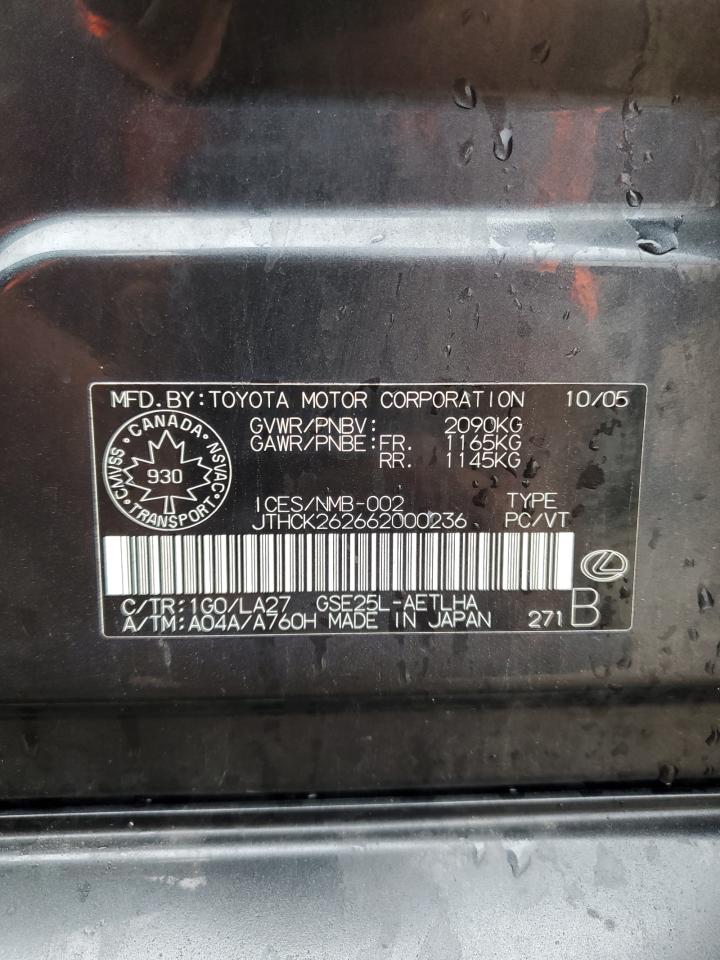 MFD.BY:TOYOTA MOTOR CORPORATION 10/05
GVWR/PNBV: 2090KG
GAWR/PNBE:FR. 1165KG
RR. 1145KG
CANADA
CMVSS 930 NSVAC
TRANSPORT
ICES/NMB-002 TYPE
JTHCK262662000236 PC/VT
C/TR:1G0/LA27 GSE25L-AETLHA
A/TM:A04A/A760H MADE IN JAPAN 271 B